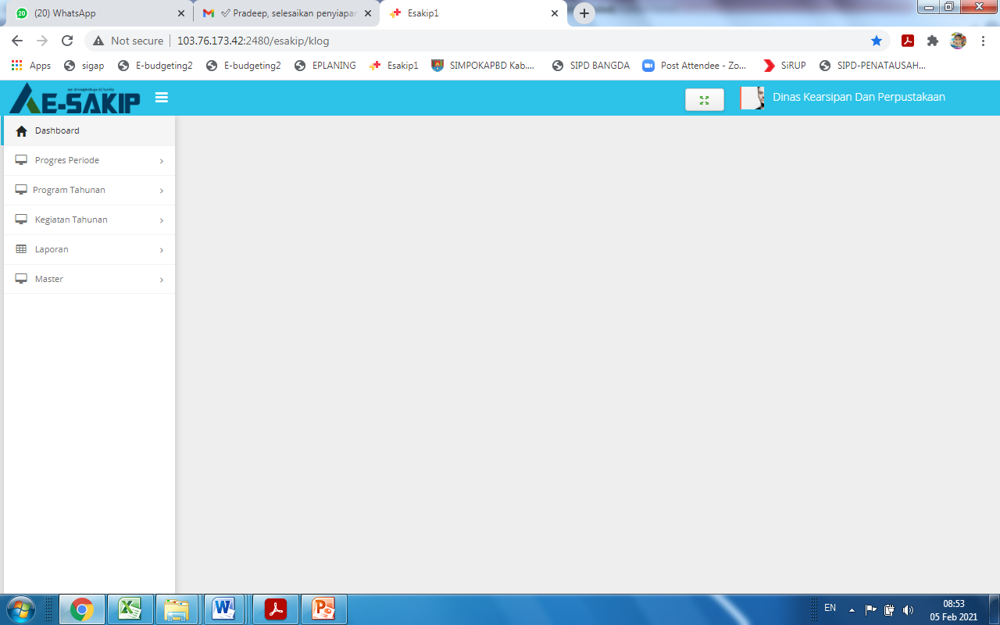 (20) WhatsApp
Pradeep, selesaikan penyiapan
Esakip1
Not secure
103.76.173.42:2480/esakip/klog
Apps
sigap
E-budgeting2
E-budgeting2
EPLANING
Esakip1
SIMPOKAPBD Kab....
SIPD BANGDA
Post Attendee - Zo...
SiRUP
SIPD-PENATAUSAH...
E-SAKIP
Dinas Kearsipan Dan Perpustakaan
Dashboard
Progres Periode
Program Tahunan
Kegiatan Tahunan
Laporan
Master
EN
08:53
05 Feb 2021